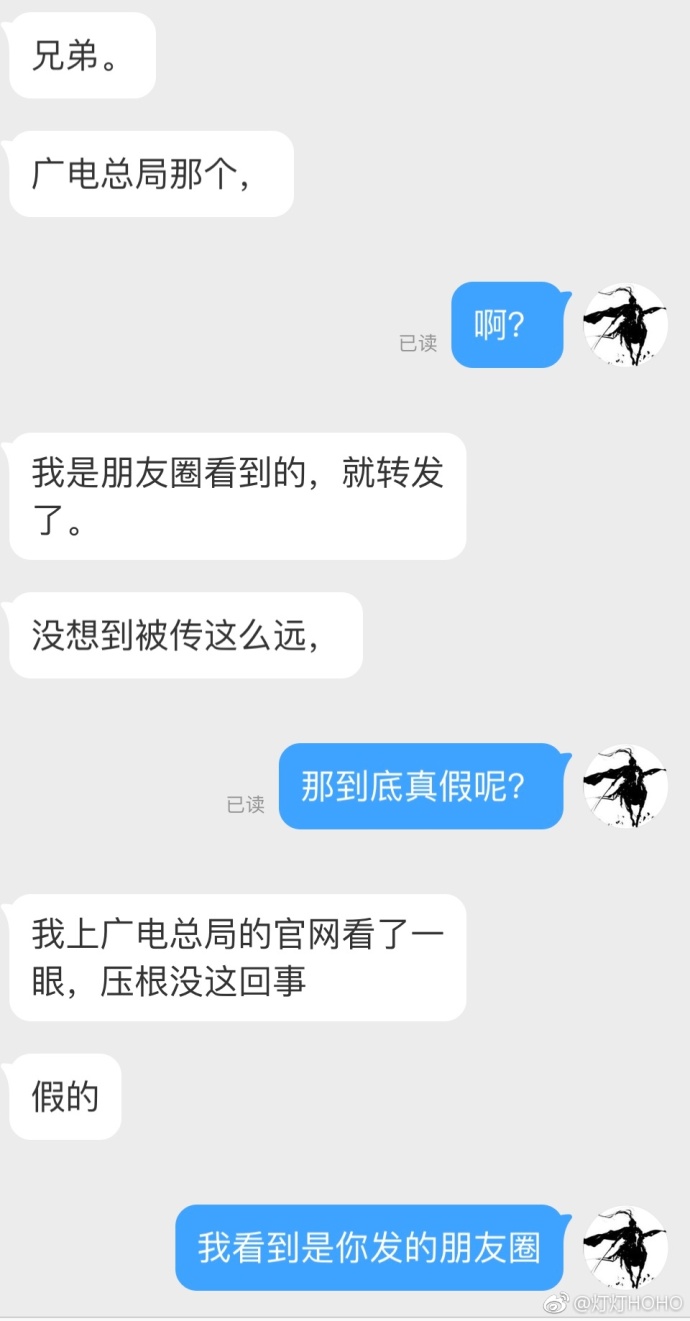 兄弟。
广电总局那个，
啊？
已读
我是朋友圈看到的，就转发
了。
没想到被传这么远，
那到底真假呢？
已读
我上广电总局的官网看了一
眼，压根没这回事
假的
我看到是你发的朋友圈
@灯灯HOHO